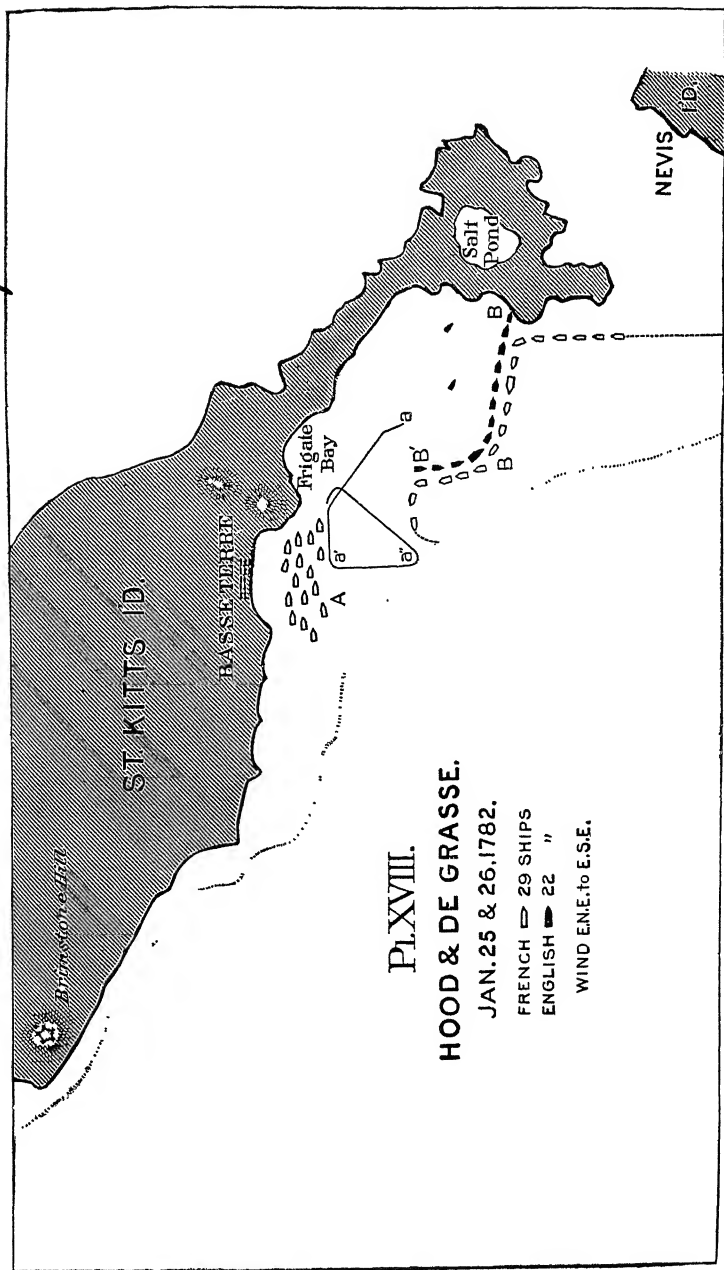 Brimstone Hill
ST. KITTS ID.
BASSE TERRE
Frigate
Bay
Salt
Pond
NEVIS
I.D.
A
a
a'
a"
B
B'
B
Pl. XVIII.
HOOD & DE GRASSE.
JAN. 25 & 26, 1782.
FRENCH 29 SHIPS
ENGLISH 22 "
WIND E.N.E. to E.S.E.